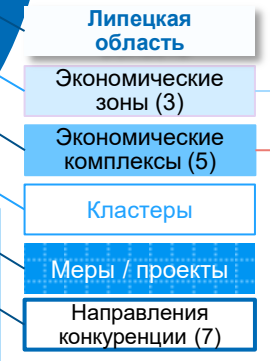 Липецкая
область
Экономические
зоны (3)
Экономические
комплексы (5)
Кластеры
Меры / проекты
Направления
конкуренции (7)